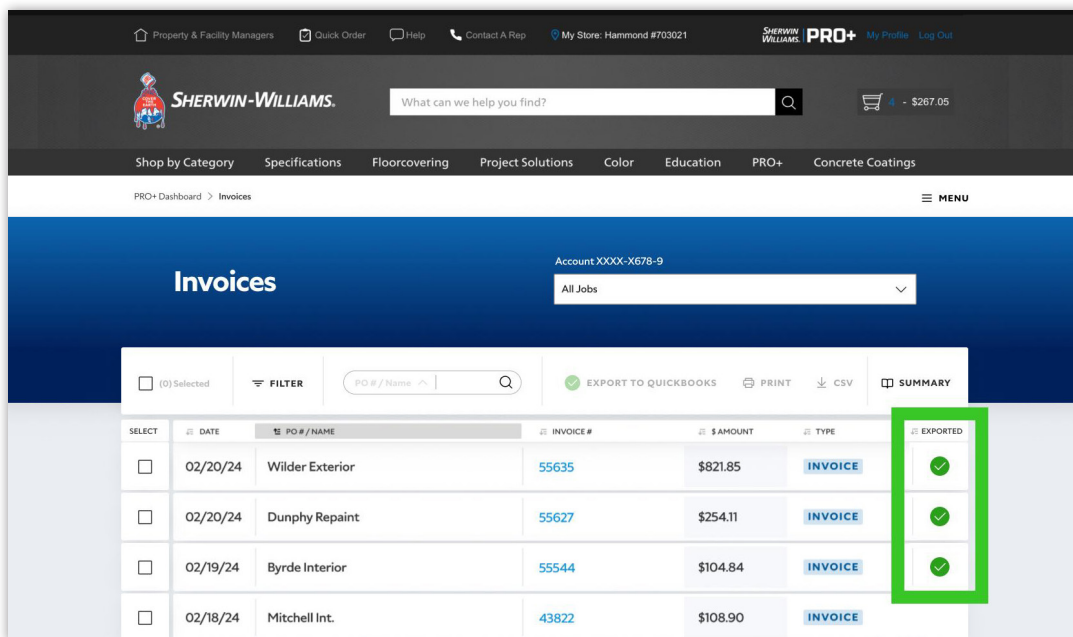 Property & Facility Managers Quick Order Help Contact A Rep My Store: Hammond #703021 SHERWIN WILLIAMS. PRO+ My Profile Log Out
COVER THE EARTH SHERWIN-WILLIAMS. What can we help you find? 4 - $267.05
Shop by Category Specifications Floorcovering Project Solutions Color Education PRO+ Concrete Coatings
PRO+ Dashboard > Invoices MENU
Account XXXX-X678-9
Invoices
All Jobs
(0) Selected FILTER PO # / Name EXPORT TO QUICKBOOKS PRINT CSV SUMMARY
SELECT DATE PO # / NAME INVOICE # $ AMOUNT TYPE EXPORTED
02/20/24 Wilder Exterior 55635 $821.85 INVOICE
02/20/24 Dunphy Repaint 55627 $254.11 INVOICE
02/19/24 Byrde Interior 55544 $104.84 INVOICE
02/18/24 Mitchell Int. 43822 $108.90 INVOICE